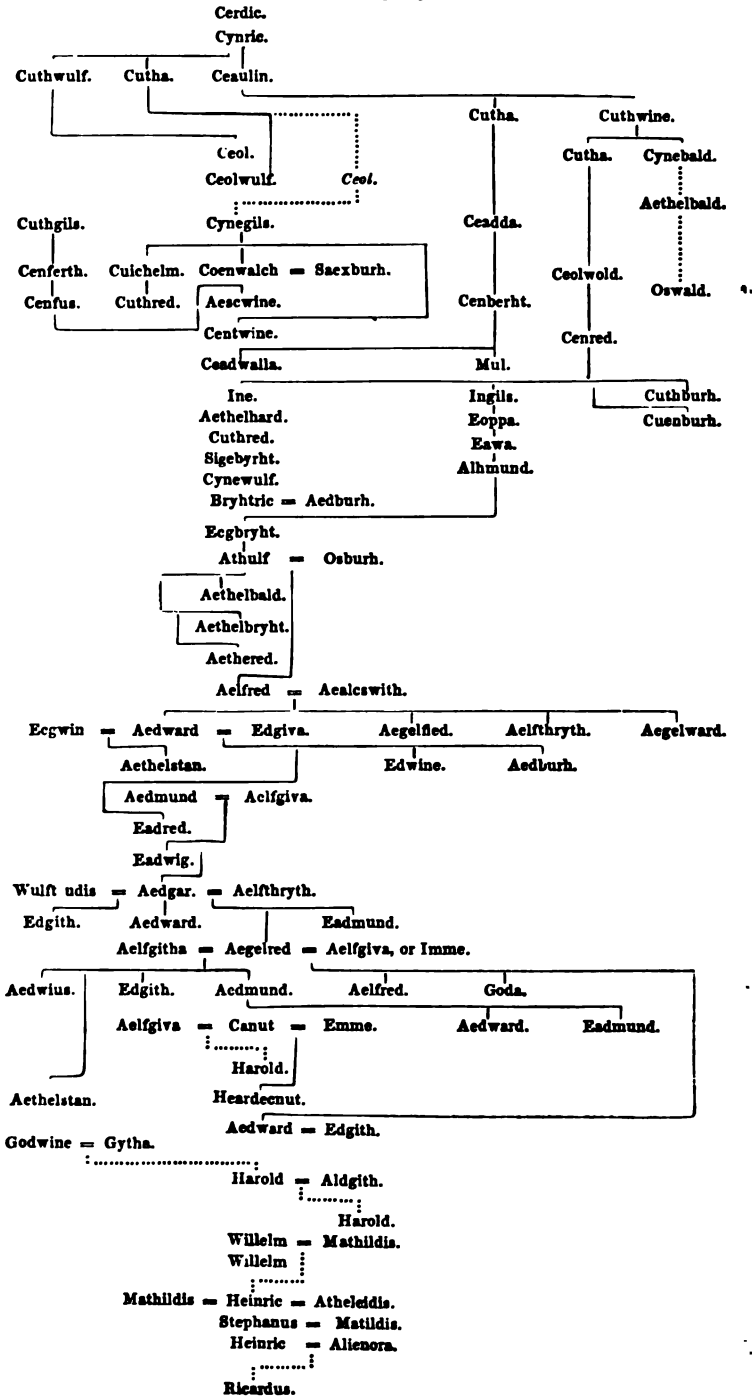 Cerdic.
Cynric.
Cuthwulf. Cutha. Ceaulin.
Cutha. Cuthwine.
Ceol. Cutha. Cynebald.
Ceolwulf. Ceol.
Aethelbald.
Cuthgils. Cynegils. Ceadda.
Cenferth. Cuichelm. Coenwalch = Saexburh. Ceolwold.
Cenfus. Cuthred. Aescwine. Cenberht. Oswald.
Centwine. Cenred.
Ceadwalla. Mul.
Ine. Ingils. Cuthburh.
Aethelhard. Eoppa. Cuenburh.
Cuthred. Eawa.
Sigebyrht. Alhmund.
Cynewulf.
Bryhtric = Aedburh.
Ecgbryht.
Athulf = Osburh.
Aethelbald.
Aethelbryht.
Aethered.
Aelfred = Aealcswith.
Ecgwin = Aedward = Edgiva. Aegelfled. Aelfthryth. Aegelward.
Aethelstan. Edwine. Aedburh.
Aedmund = Aelfgiva.
Eadred.
Eadwig.
Wulft udis = Aedgar. = Aelfthryth.
Edgith. Aedward. Eadmund.
Aelfgitha = Aegelred = Aelfgiva, or Imme.
Aedwius. Edgith. Aedmund. Aelfred. Goda.
Aelfgiva = Canut = Emme. Aedward. Eadmund.
Harold.
Aethelstan. Heardecnut.
Aedward = Edgith.
Godwine = Gytha.
Harold = Aldgith.
Harold.
Willelm = Mathildis.
Willelm
Mathildis = Heinric = Atheleidis.
Stephanus = Matildis.
Heinric = Alienora.
Ricardus.